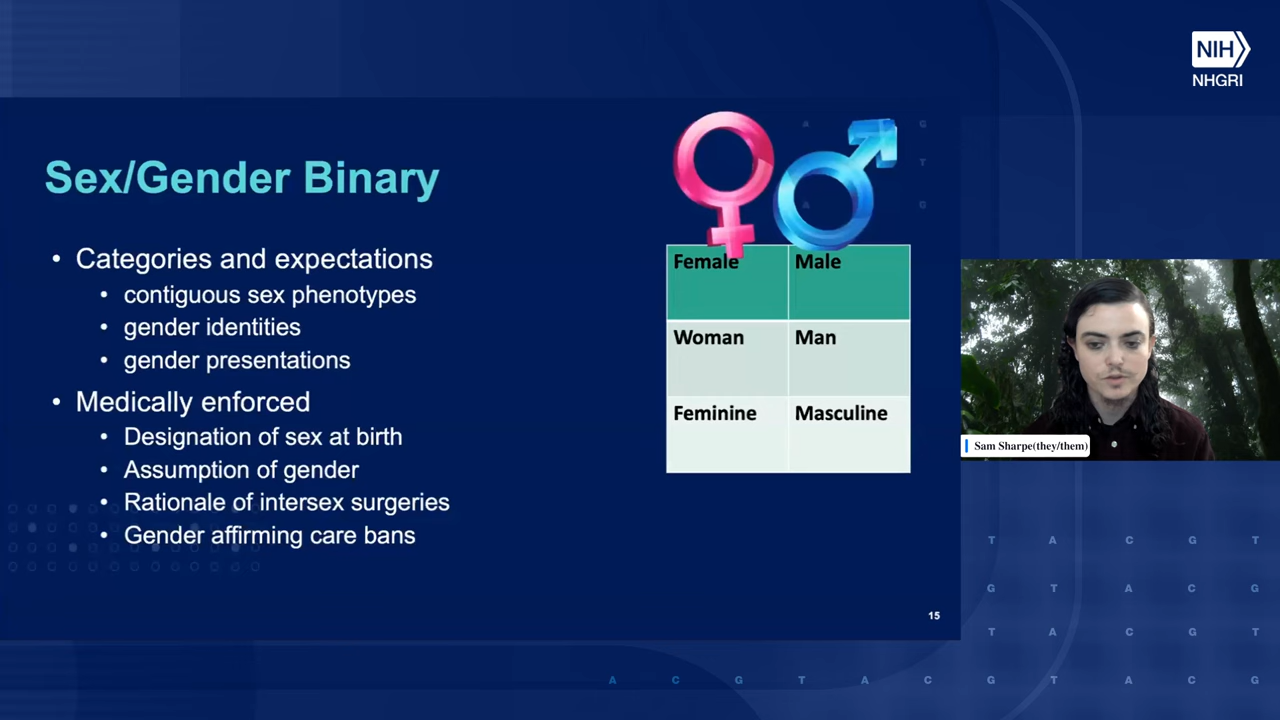 NIH
NHGRI
Sex/Gender Binary
• Categories and expectations
• contiguous sex phenotypes
• gender identities
• gender presentations
• Medically enforced
• Designation of sex at birth
• Assumption of gender
• Rationale of intersex surgeries
• Gender affirming care bans
A G
T
A G
Female Male
Woman Man
Feminine Masculine
Sam Sharpe(they/them)
15
T A C G T
G T A C G
T A C G T
A C G T A C G T A C G